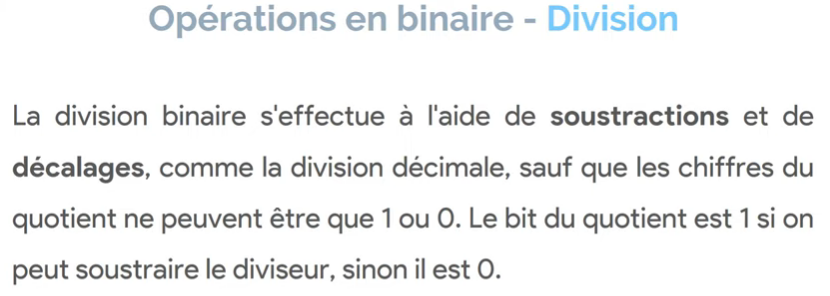 Opérations en binaire - Division
La division binaire s'effectue à l'aide de soustractions et de
décalages, comme la division décimale, sauf que les chiffres du
quotient ne peuvent être que 1 ou 0. Le bit du quotient est 1 si on
peut soustraire le diviseur, sinon il est 0.